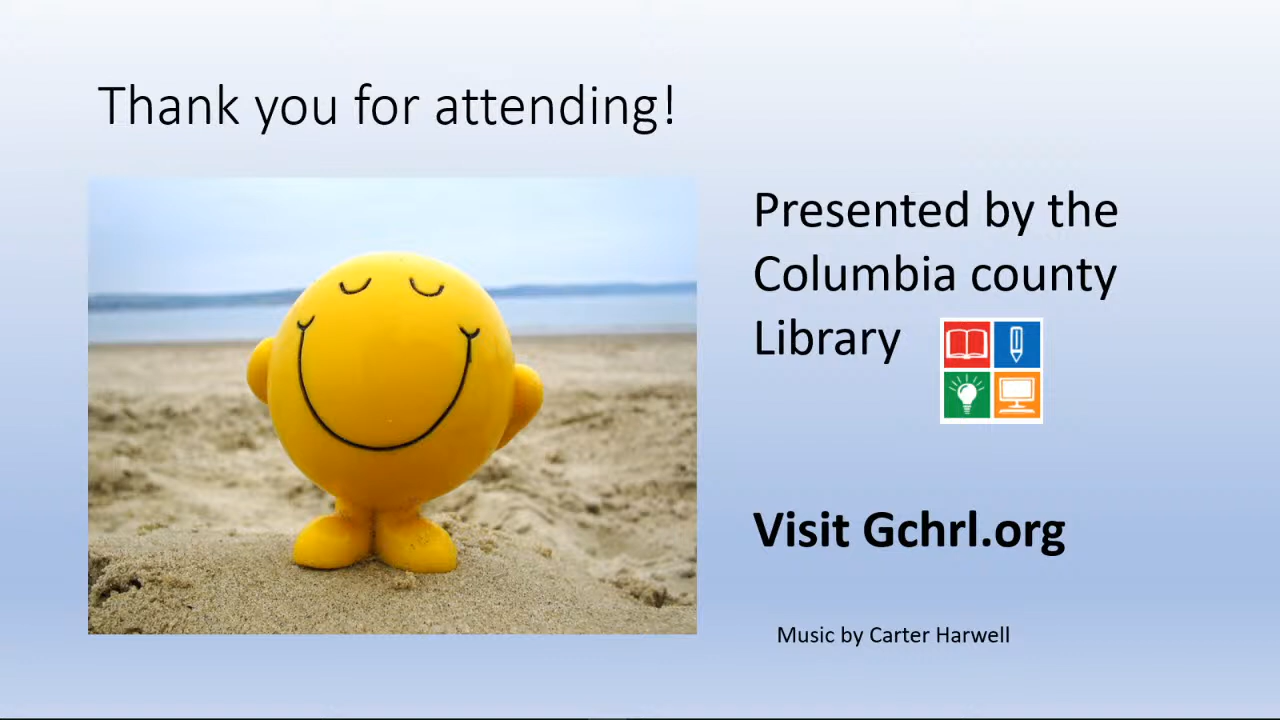 Thank you for attending!
Presented by the
Columbia county
Library
Visit Gchrl.org
Music by Carter Harwell